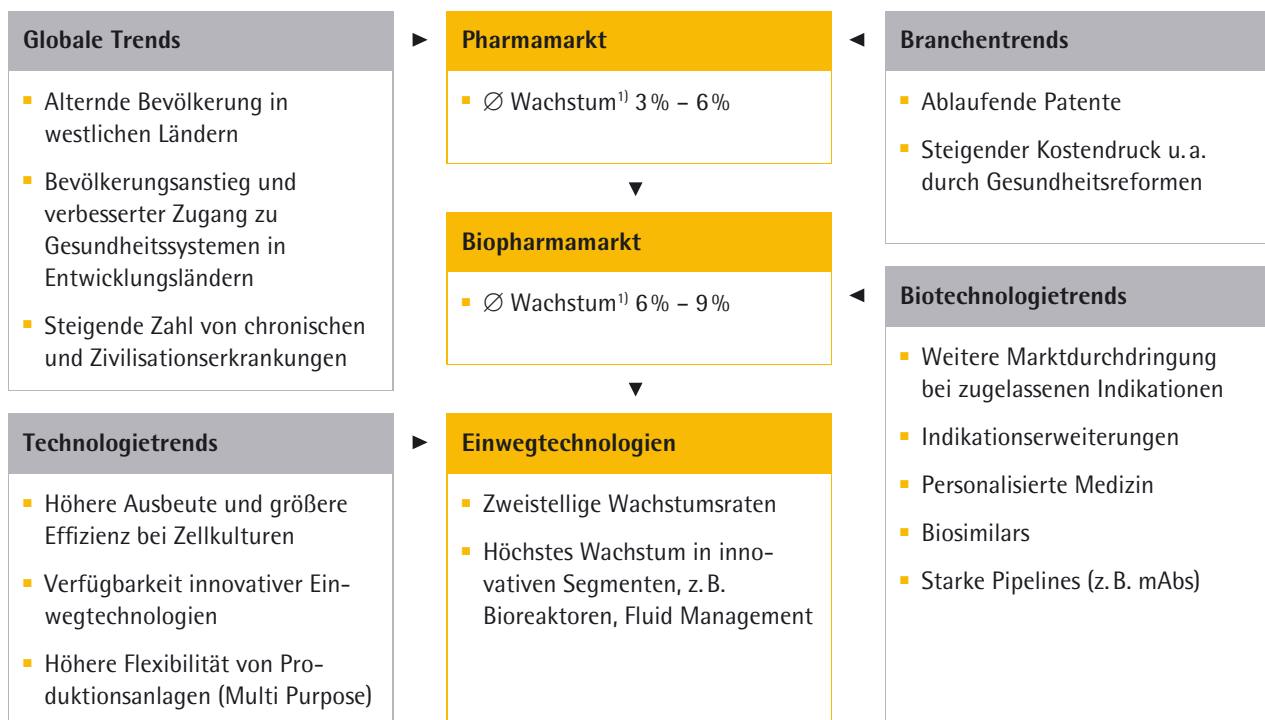 Globale Trends
Alternde Bevölkerung in
westlichen Ländern
Bevölkerungsanstieg und
verbesserter Zugang zu
Gesundheitssystemen in
Entwicklungsländern
Steigende Zahl von chronischen
und Zivilisationserkrankungen
Technologietrends
Höhere Ausbeute und größere
Effizienz bei Zellkulturen
Verfügbarkeit innovativer Ein-
wegtechnologien
Höhere Flexibilität von Pro-
duktionsanlagen (Multi Purpose)
Pharmamarkt
∅ Wachstum¹⁾ 3 % – 6 %
Biopharmamarkt
∅ Wachstum¹⁾ 6 % – 9 %
Einwegtechnologien
Zweistellige Wachstumsraten
Höchstes Wachstum in inno-
vativen Segmenten, z. B.
Bioreaktoren, Fluid Management
Branchentrends
Ablaufende Patente
Steigender Kostendruck u. a.
durch Gesundheitsreformen
Biotechnologietrends
Weitere Marktdurchdringung
bei zugelassenen Indikationen
Indikationserweiterungen
Personalisierte Medizin
Biosimilars
Starke Pipelines (z. B. mAbs)